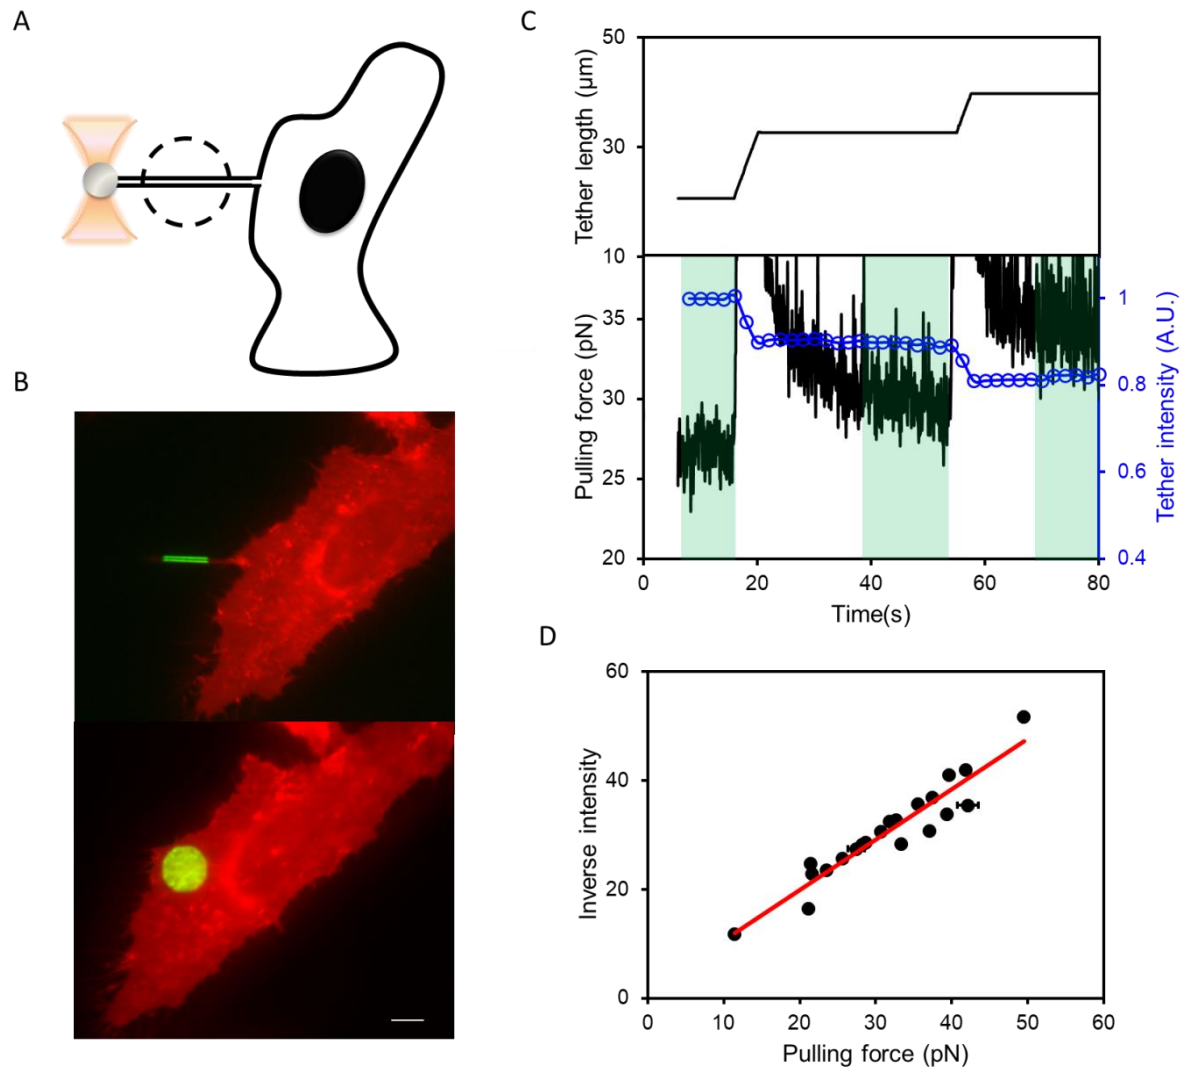 A
B
C
50
30
10
Tether length (µm)
35
30
25
20
Pulling force (pN)
1
0.8
0.6
0.4
Tether intensity (A.U.)
0 20 40 60 80
Time(s)
D
60
40
20
0
Inverse intensity
0 10 20 30 40 50 60
Pulling force (pN)